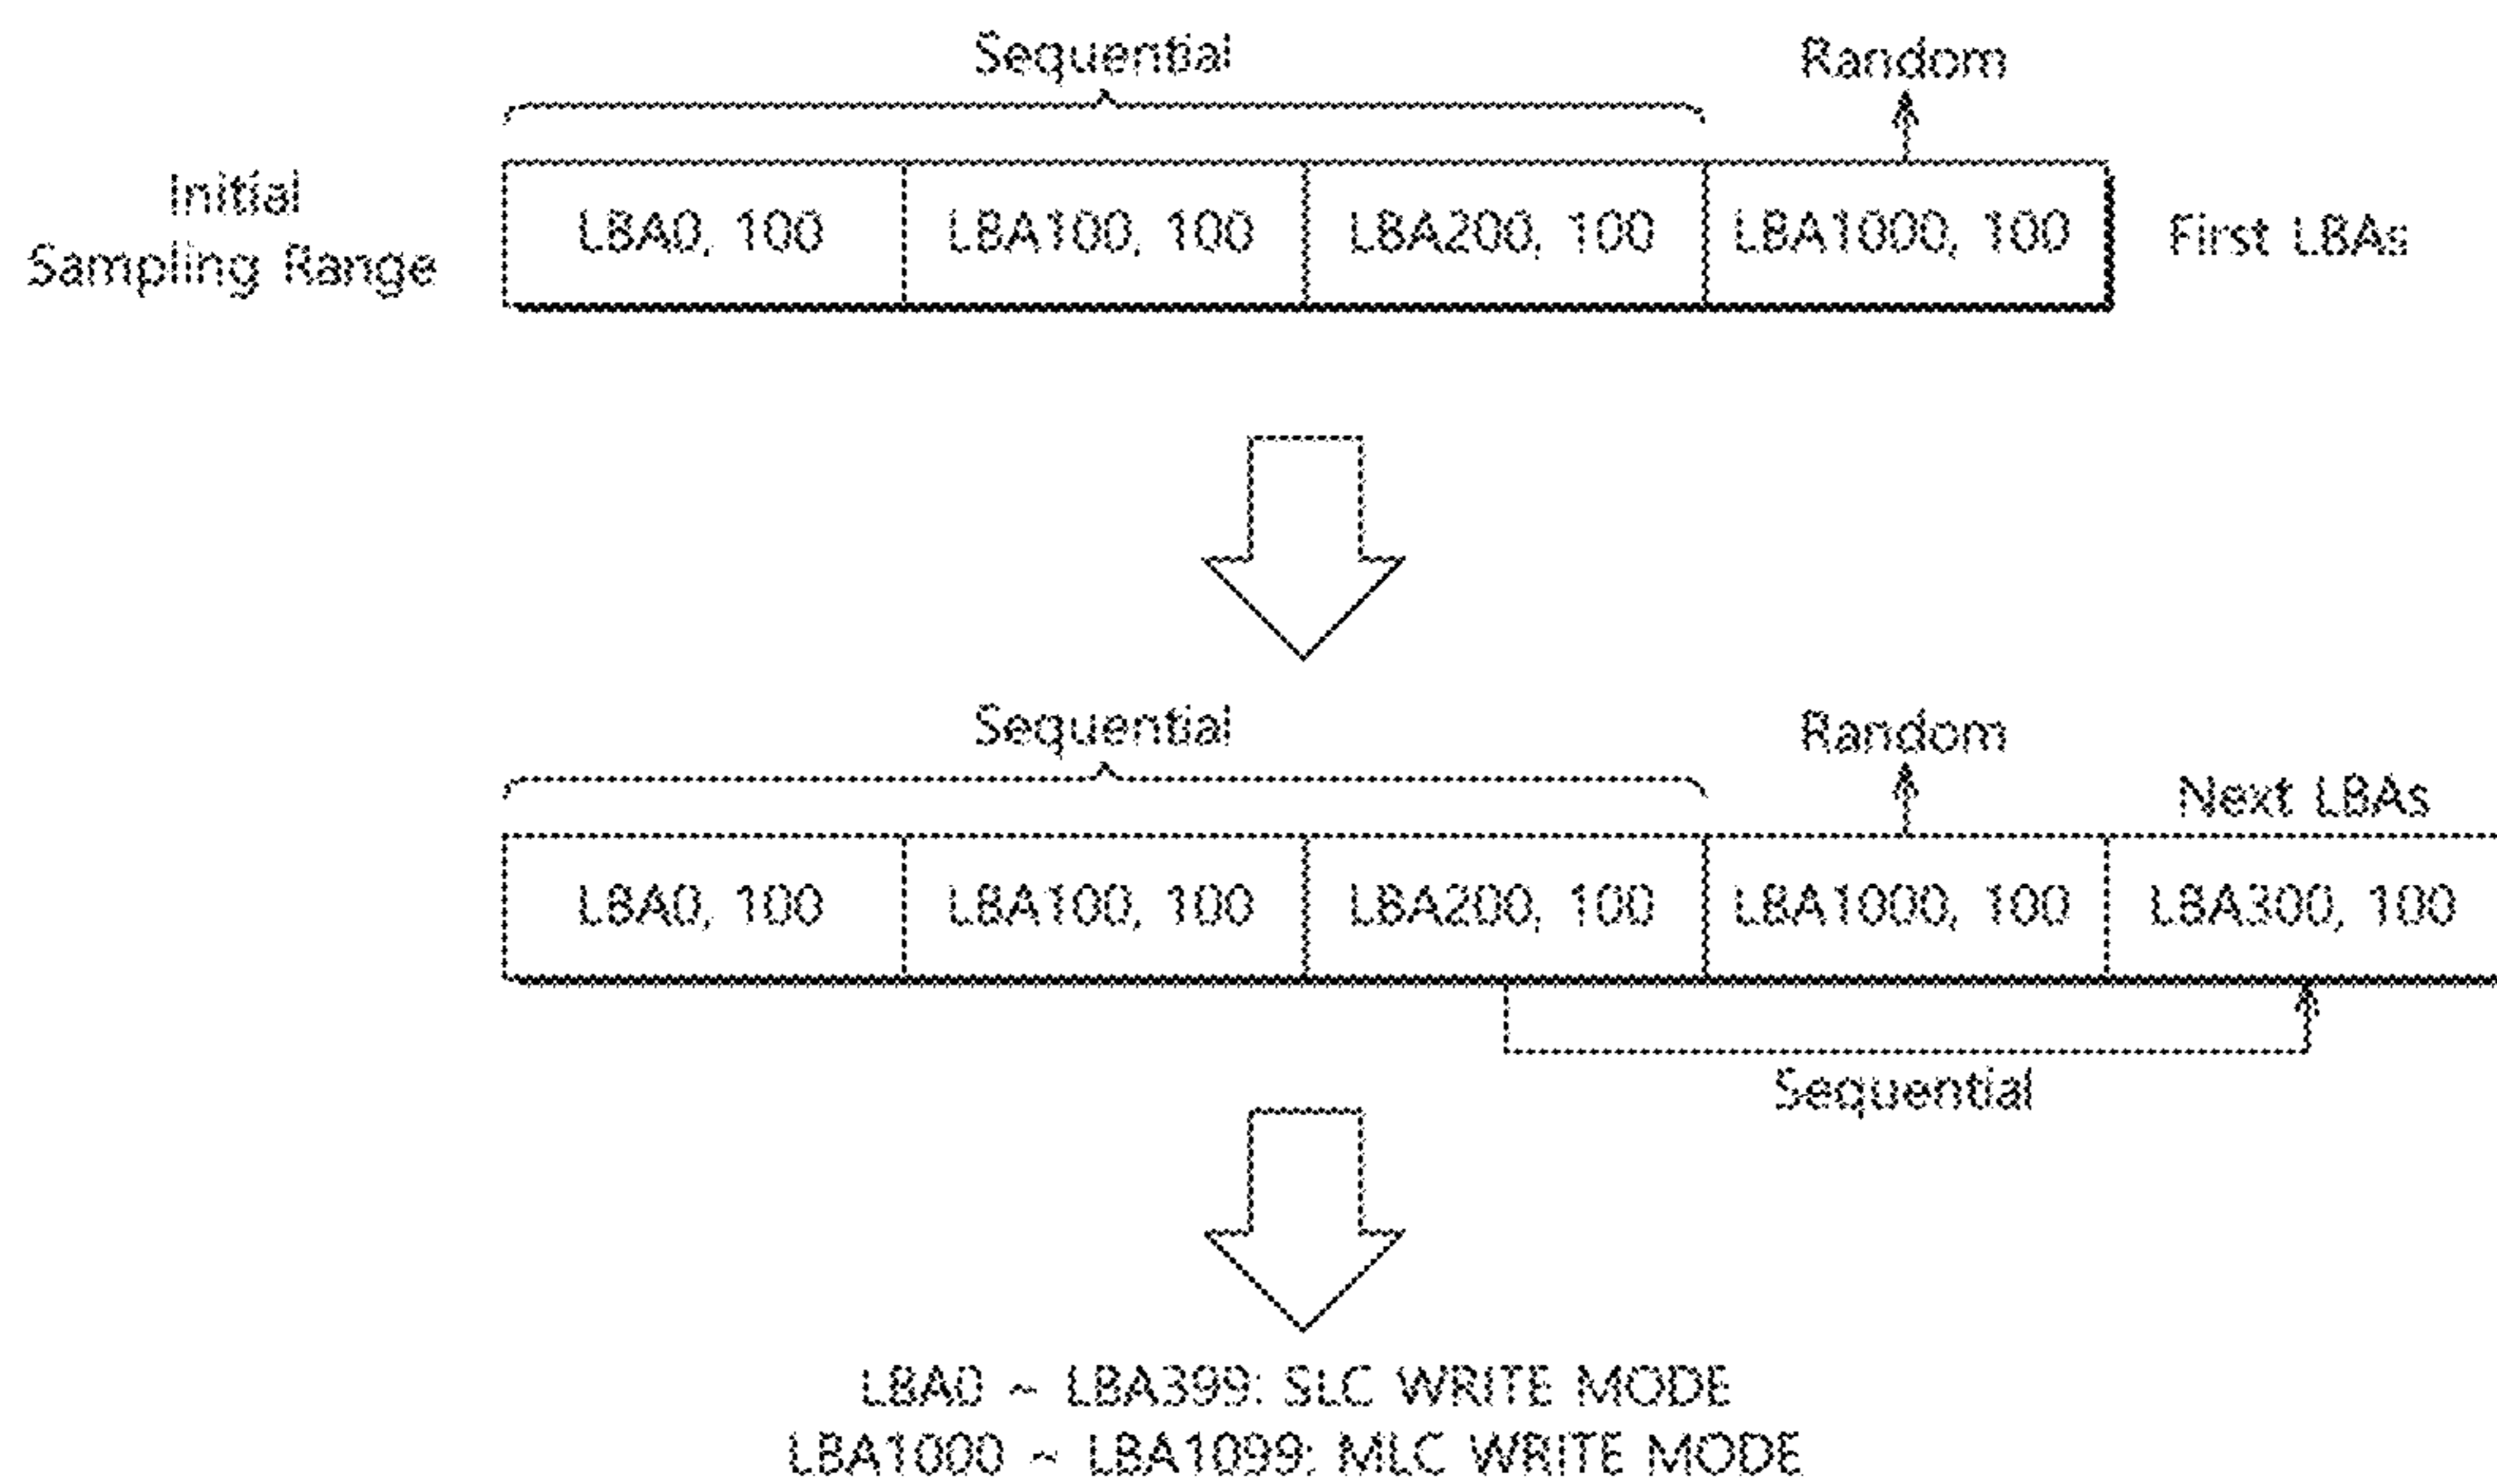 Sequential
Random
Initial
Sampling Range
LBA0, 100
LBA100, 100
LBA200, 100
LBA1000, 100
First LBAs
Sequential
Random
Next LBAs
LBA0, 100
LBA100, 100
LBA200, 100
LBA1000, 100
LBA300, 100
Sequential
LBA0 ~ LBA399: SLC WRITE MODE
LBA1000 ~ LBA1099: MLC WRITE MODE